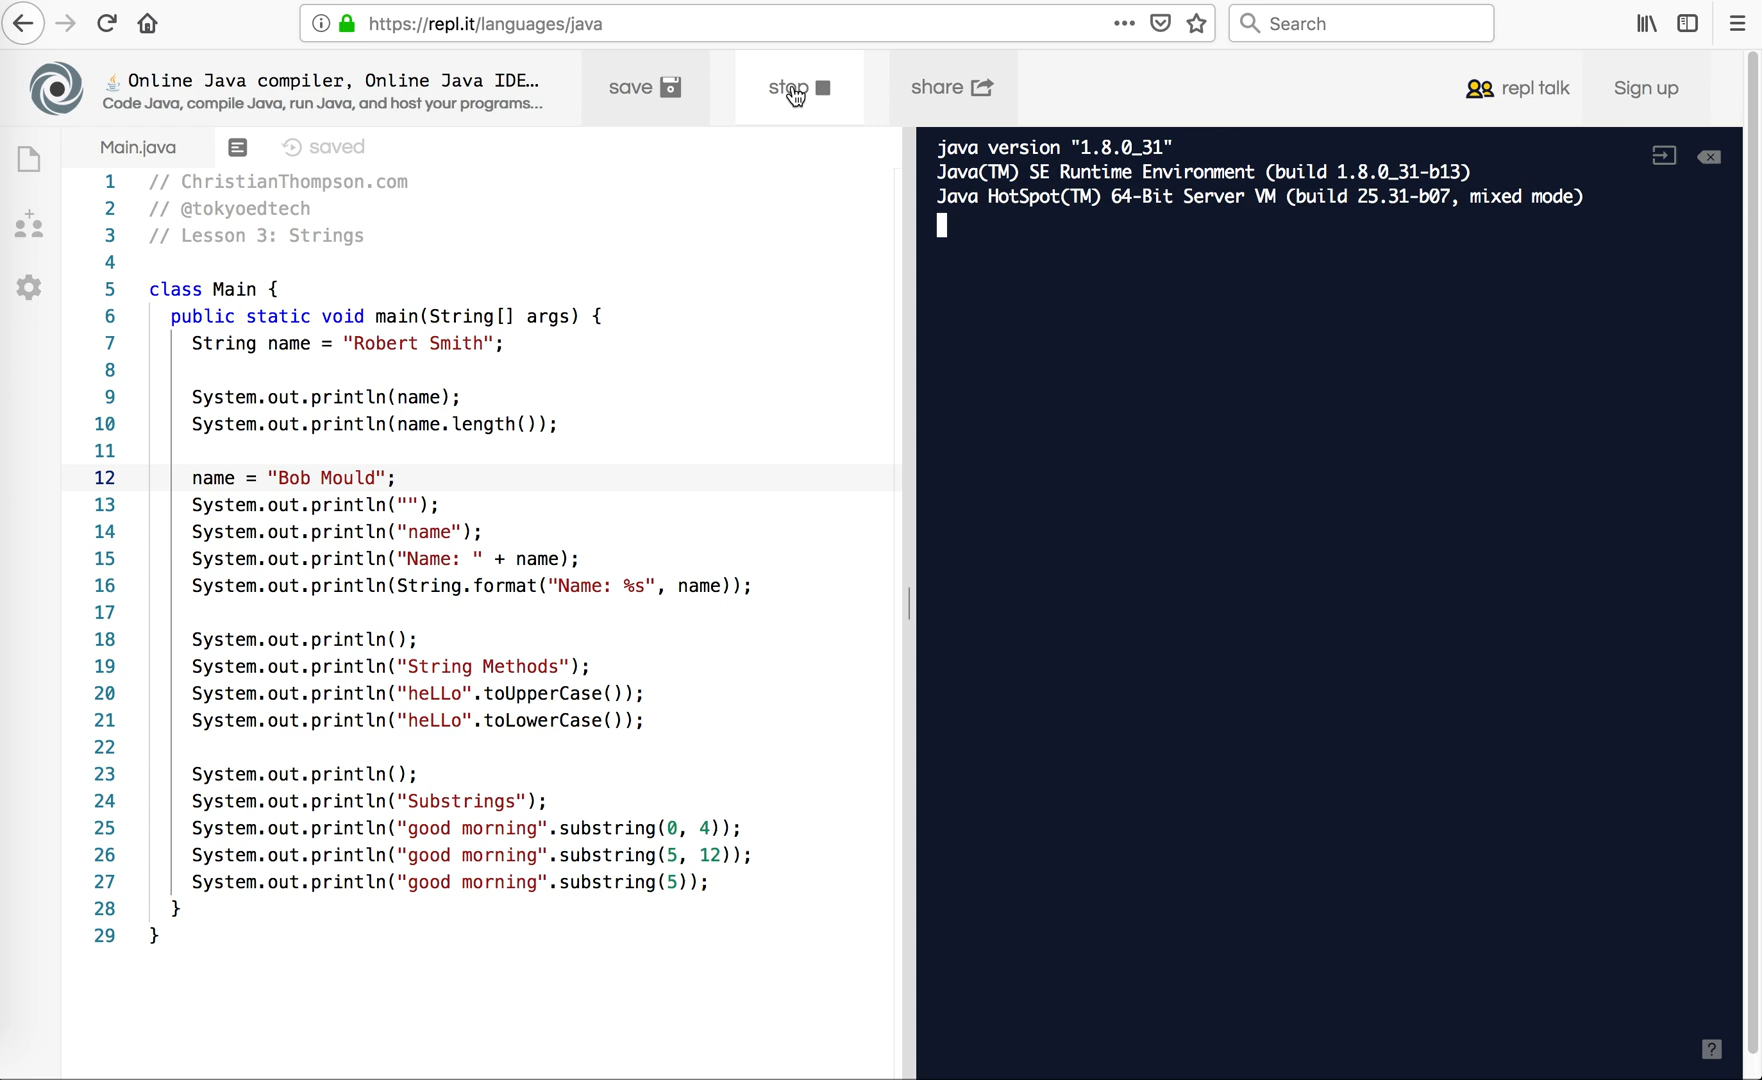 https://repl.it/languages/java
Search
Online Java compiler, Online Java IDE...
Code Java, compile Java, run Java, and host your programs...
save
stop
share
repl talk
Sign up
Main.java
saved
1 // ChristianThompson.com
2 // @tokyoedtech
3 // Lesson 3: Strings
4
5 class Main {
6 public static void main(String[] args) {
7 String name = "Robert Smith";
8
9 System.out.println(name);
10 System.out.println(name.length());
11
12 name = "Bob Mould";
13 System.out.println("");
14 System.out.println("name");
15 System.out.println("Name: " + name);
16 System.out.println(String.format("Name: %s", name));
17
18 System.out.println();
19 System.out.println("String Methods");
20 System.out.println("heLLo".toUpperCase());
21 System.out.println("heLLo".toLowerCase());
22
23 System.out.println();
24 System.out.println("Substrings");
25 System.out.println("good morning".substring(0, 4));
26 System.out.println("good morning".substring(5, 12));
27 System.out.println("good morning".substring(5));
28 }
29 }
java version "1.8.0_31"
Java(TM) SE Runtime Environment (build 1.8.0_31-b13)
Java HotSpot(TM) 64-Bit Server VM (build 25.31-b07, mixed mode)
?